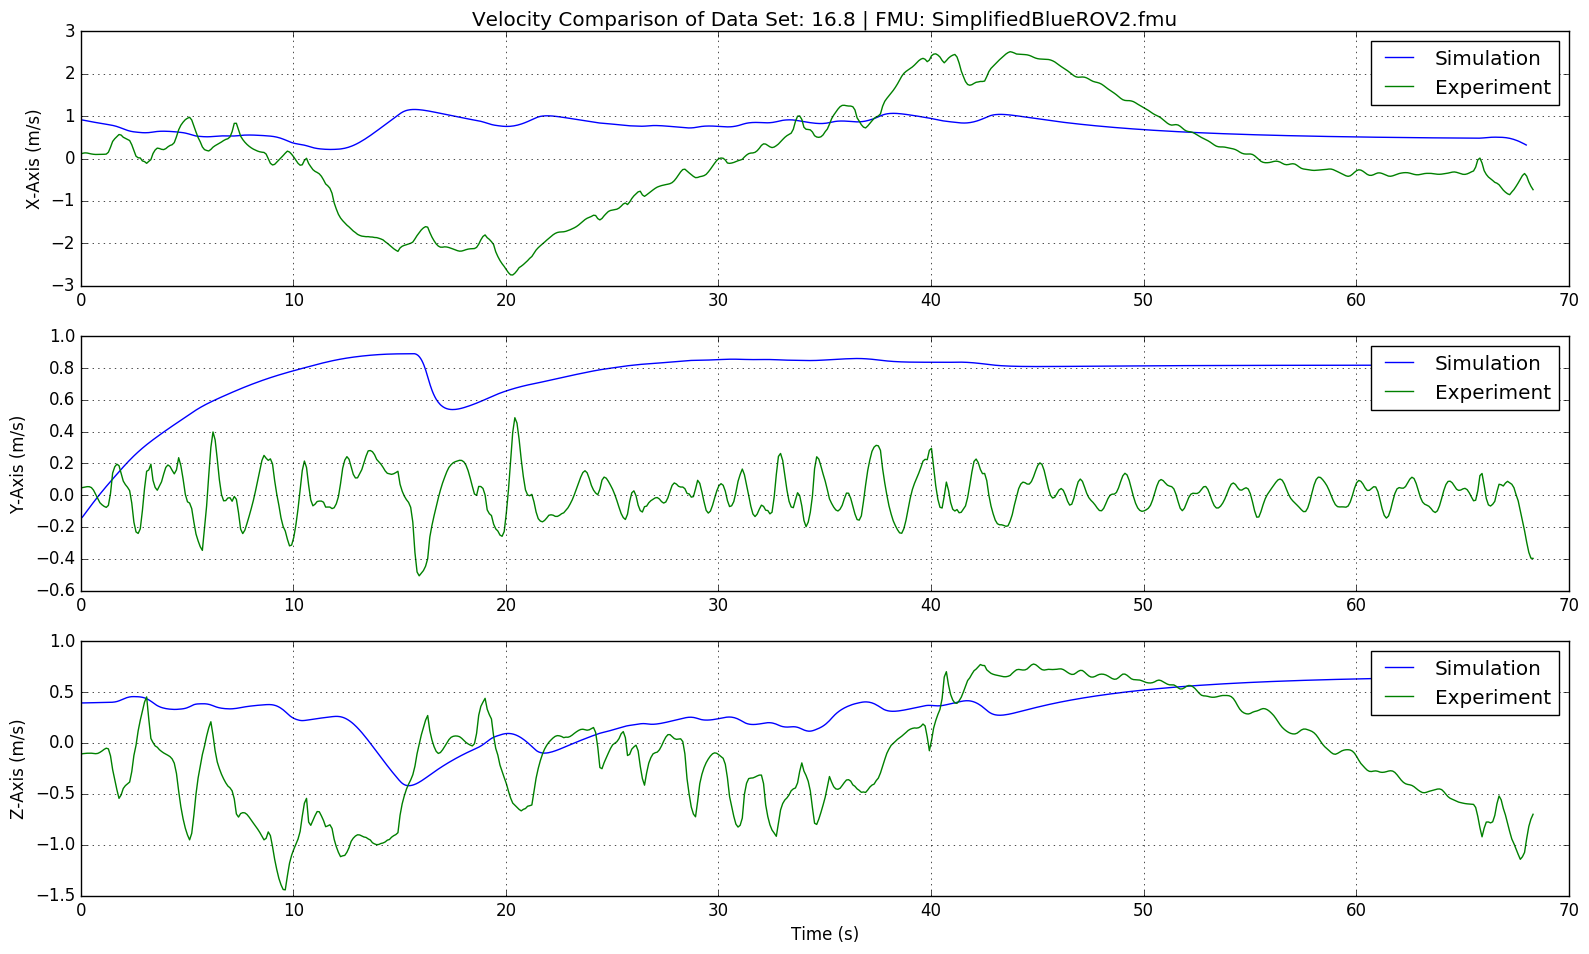 Velocity Comparison of Data Set: 16.8 | FMU: SimplifiedBlueROV2.fmu
3
2
1
0
−1
−2
−3
X-Axis (m/s)
Simulation
Experiment
0 10 20 30 40 50 60 70
1.0
0.8
0.6
0.4
0.2
0.0
−0.2
−0.4
−0.6
Y-Axis (m/s)
Simulation
Experiment
0 10 20 30 40 50 60 70
1.0
0.5
0.0
−0.5
−1.0
−1.5
Z-Axis (m/s)
Simulation
Experiment
0 10 20 30 40 50 60 70
Time (s)